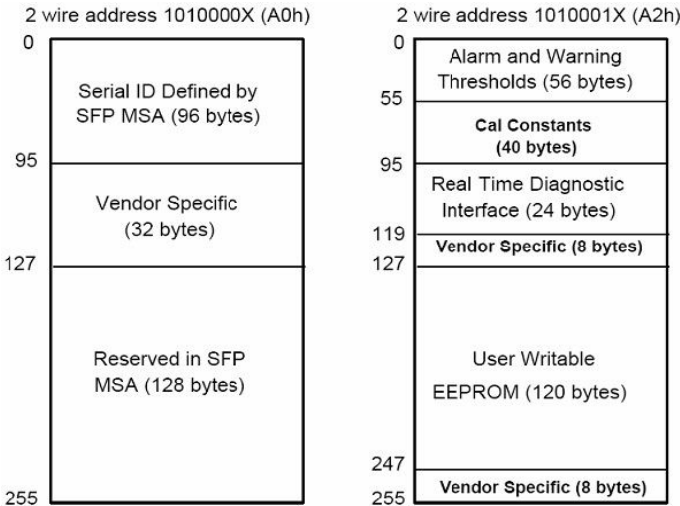 2 wire address 1010000X (A0h)
0
Serial ID Defined by
SFP MSA (96 bytes)
95
Vendor Specific
(32 bytes)
127
Reserved in SFP
MSA (128 bytes)
255
2 wire address 1010001X (A2h)
0
Alarm and Warning
Thresholds (56 bytes)
55
Cal Constants
(40 bytes)
95
Real Time Diagnostic
Interface (24 bytes)
119
Vendor Specific (8 bytes)
127
User Writable
EEPROM (120 bytes)
247
Vendor Specific (8 bytes)
255